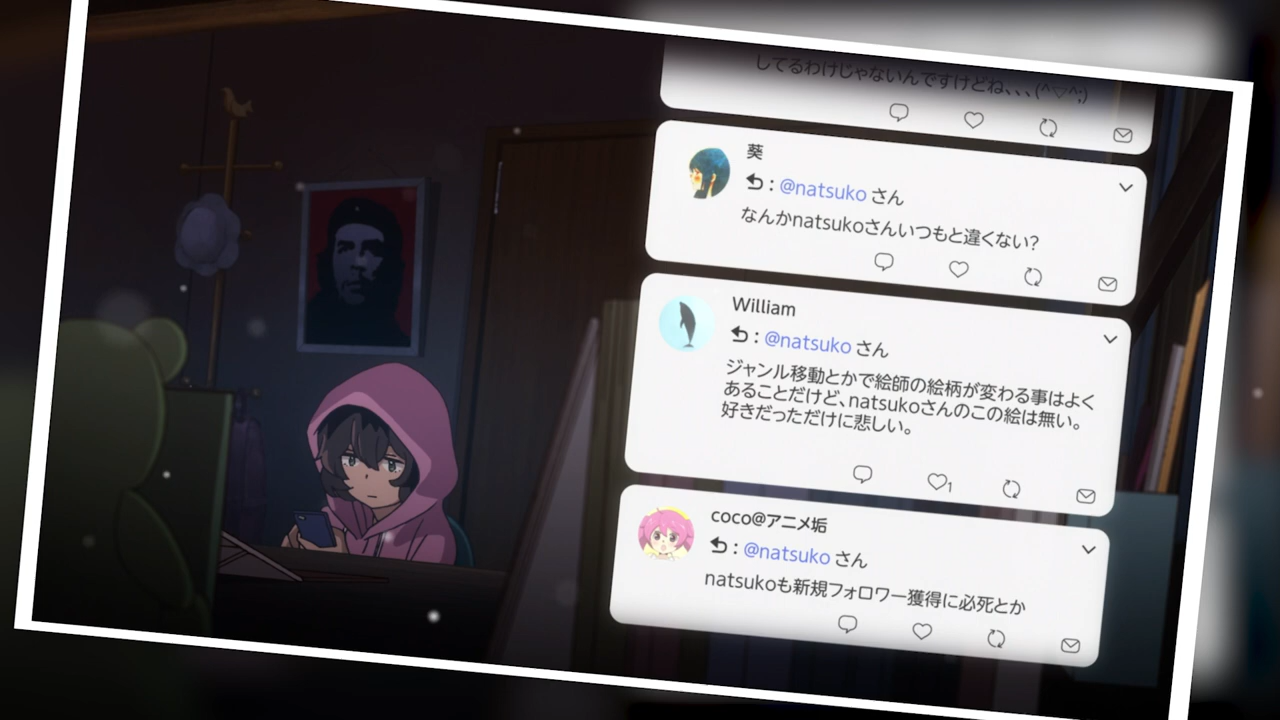 してるわけじゃないんですけどね、、、(^▽^;)
葵
: @natsuko さん
なんかnatsukoさんいつもと違くない?
William
: @natsuko さん
ジャンル移動とかで絵師の絵柄が変わる事はよく
あることだけど、natsukoさんのこの絵は無い。
好きだっただけに悲しい。
1
coco@アニメ垢
: @natsuko さん
natsukoも新規フォロワー獲得に必死とか